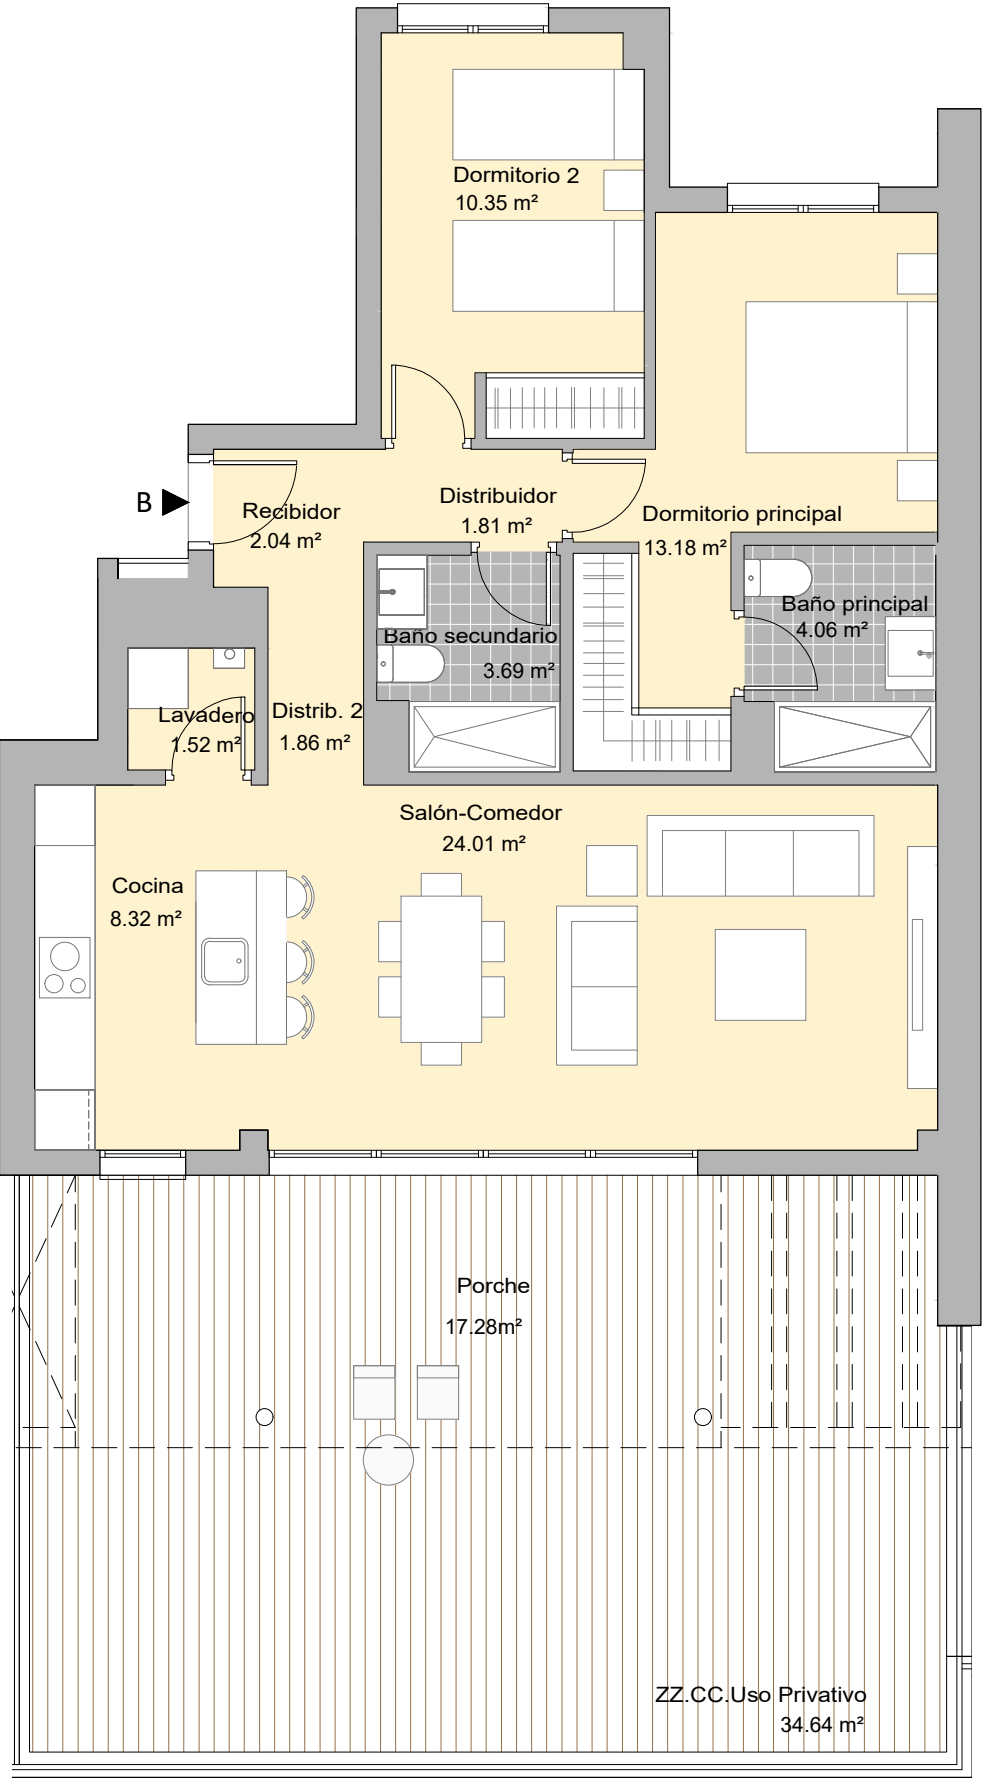 Dormitorio 2
10.35 m²
B
Recibidor
2.04 m²
Distribuidor
1.81 m²
Dormitorio principal
13.18 m²
Baño secundario
3.69 m²
Baño principal
4.06 m²
Lavadero
1.52 m²
Distrib. 2
1.86 m²
Salón-Comedor
24.01 m²
Cocina
8.32 m²
Porche
17.28m²
ZZ.CC.Uso Privativo
34.64 m²